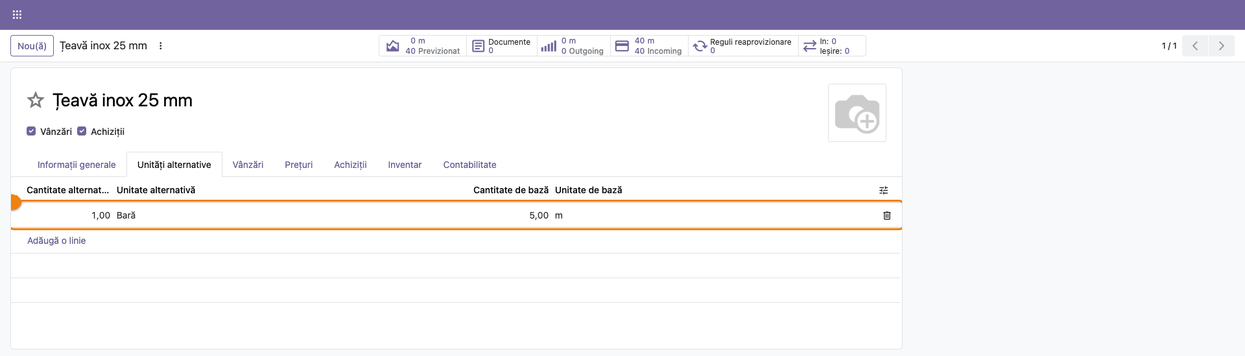 Nou(ă)
Țeavă inox 25 mm
0 m
40 Previzionat
Documente
0
0 m
0 Outgoing
40 m
40 Incoming
Reguli reaprovizionare
0
In: 0
Ieșire: 0
1 / 1
Țeavă inox 25 mm
Vânzări Achiziții
Informații generale Unități alternative Vânzări Prețuri Achiziții Inventar Contabilitate
Cantitate alternat... Unitate alternativă Cantitate de bază Unitate de bază
1,00 Bară 5,00 m
Adăugă o linie